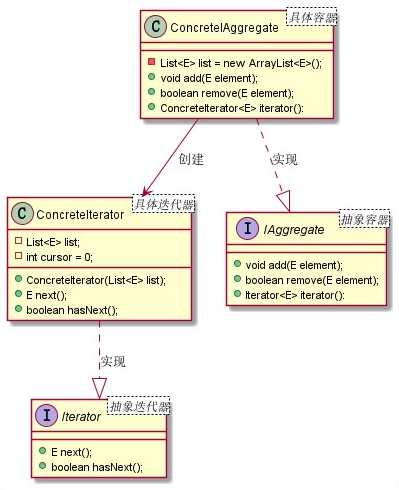 具体容器
C ConcretelAggregate
List<E> list = new ArrayList<E>();
void add(E element);
boolean remove(E element);
ConcreteIterator<E> iterator():
创建
实现
具体迭代器
C ConcreteIterator
List<E> list;
int cursor = 0;
ConcreteIterator(List<E> list);
E next();
boolean hasNext();
抽象容器
I IAggregate
void add(E element);
boolean remove(E element);
Iterator<E> iterator():
实现
抽象迭代器
I Iterator
E next();
boolean hasNext();